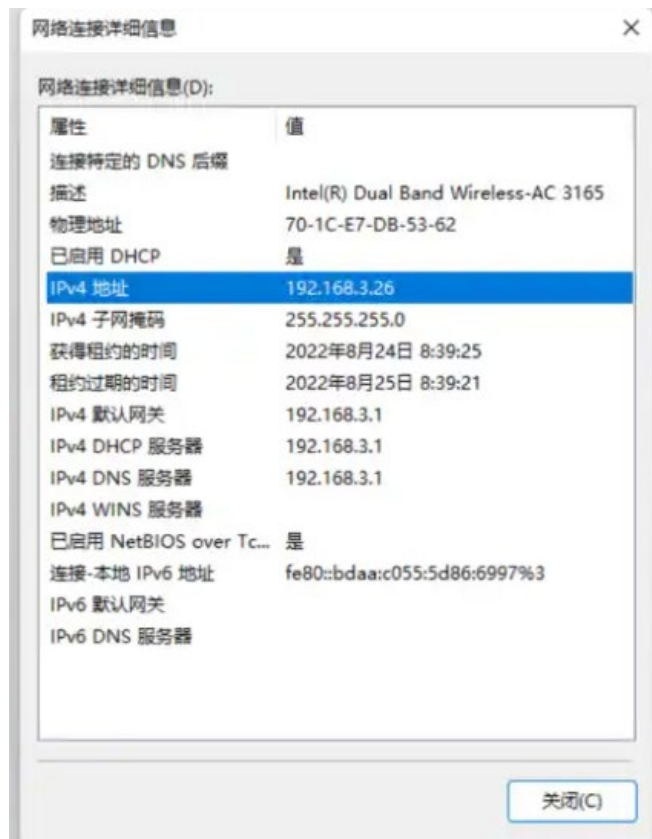 网络连接详细信息
网络连接详细信息(D):
属性 值
连接特定的 DNS 后缀
描述 Intel(R) Dual Band Wireless-AC 3165
物理地址 70-1C-E7-DB-53-62
已启用 DHCP 是
IPv4 地址 192.168.3.26
IPv4 子网掩码 255.255.255.0
获得租约的时间 2022年8月24日 8:39:25
租约过期的时间 2022年8月25日 8:39:21
IPv4 默认网关 192.168.3.1
IPv4 DHCP 服务器 192.168.3.1
IPv4 DNS 服务器 192.168.3.1
IPv4 WINS 服务器
已启用 NetBIOS over Tc... 是
连接-本地 IPv6 地址 fe80::bdaa:c055:5d86:6997%3
IPv6 默认网关
IPv6 DNS 服务器
关闭(C)